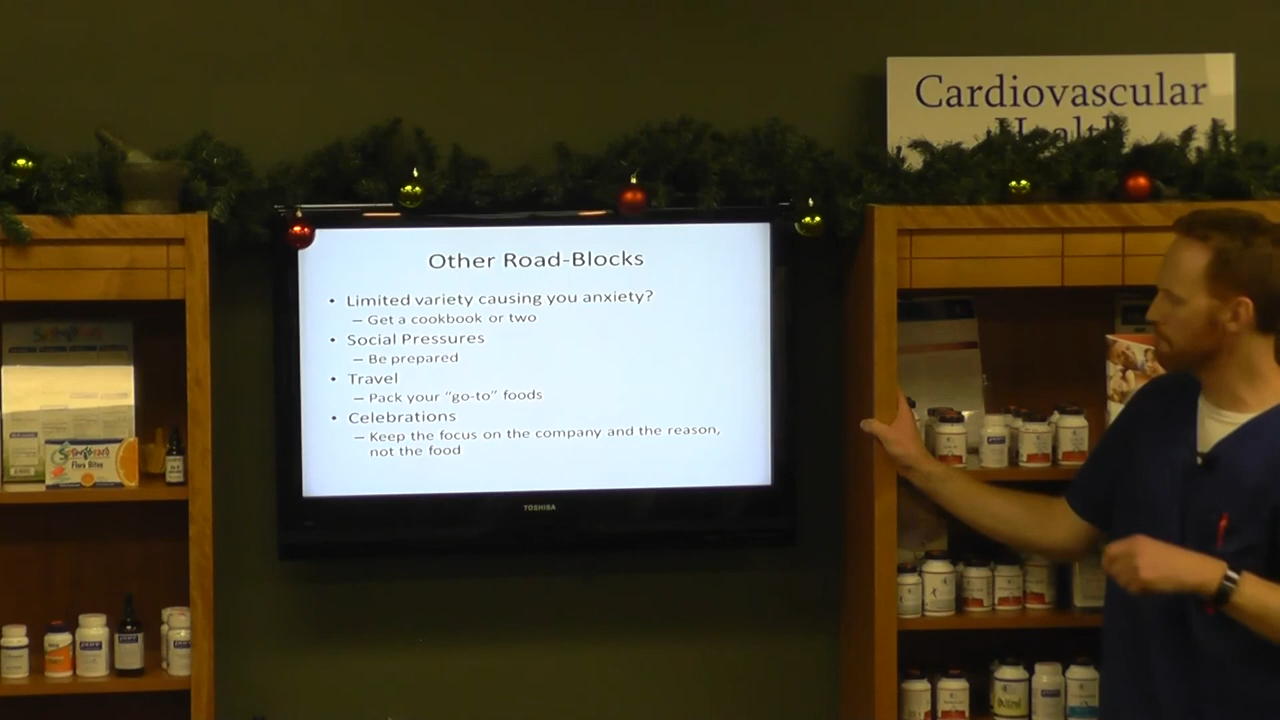 Cardiovascular
Health
Other Road-Blocks
• Limited variety causing you anxiety?
– Get a cookbook or two
• Social Pressures
– Be prepared
• Travel
– Pack your “go-to” foods
• Celebrations
– Keep the focus on the company and the reason,
not the food
TOSHIBA
Flora Bites